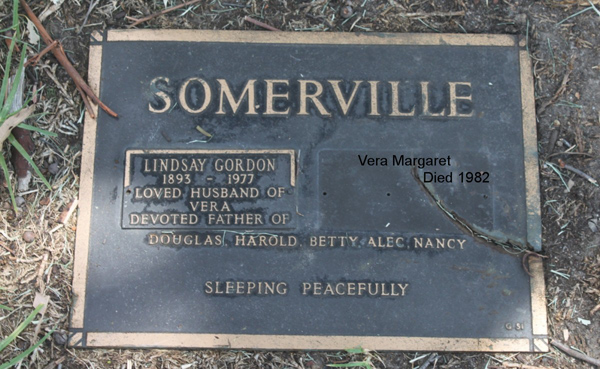 SOMERVILLE
LINDSAY GORDON
1893 - 1977
LOVED HUSBAND OF
VERA
DEVOTED FATHER OF
Vera Margaret
Died 1982
DOUGLAS, HAROLD, BETTY, ALEC, NANCY
SLEEPING PEACEFULLY